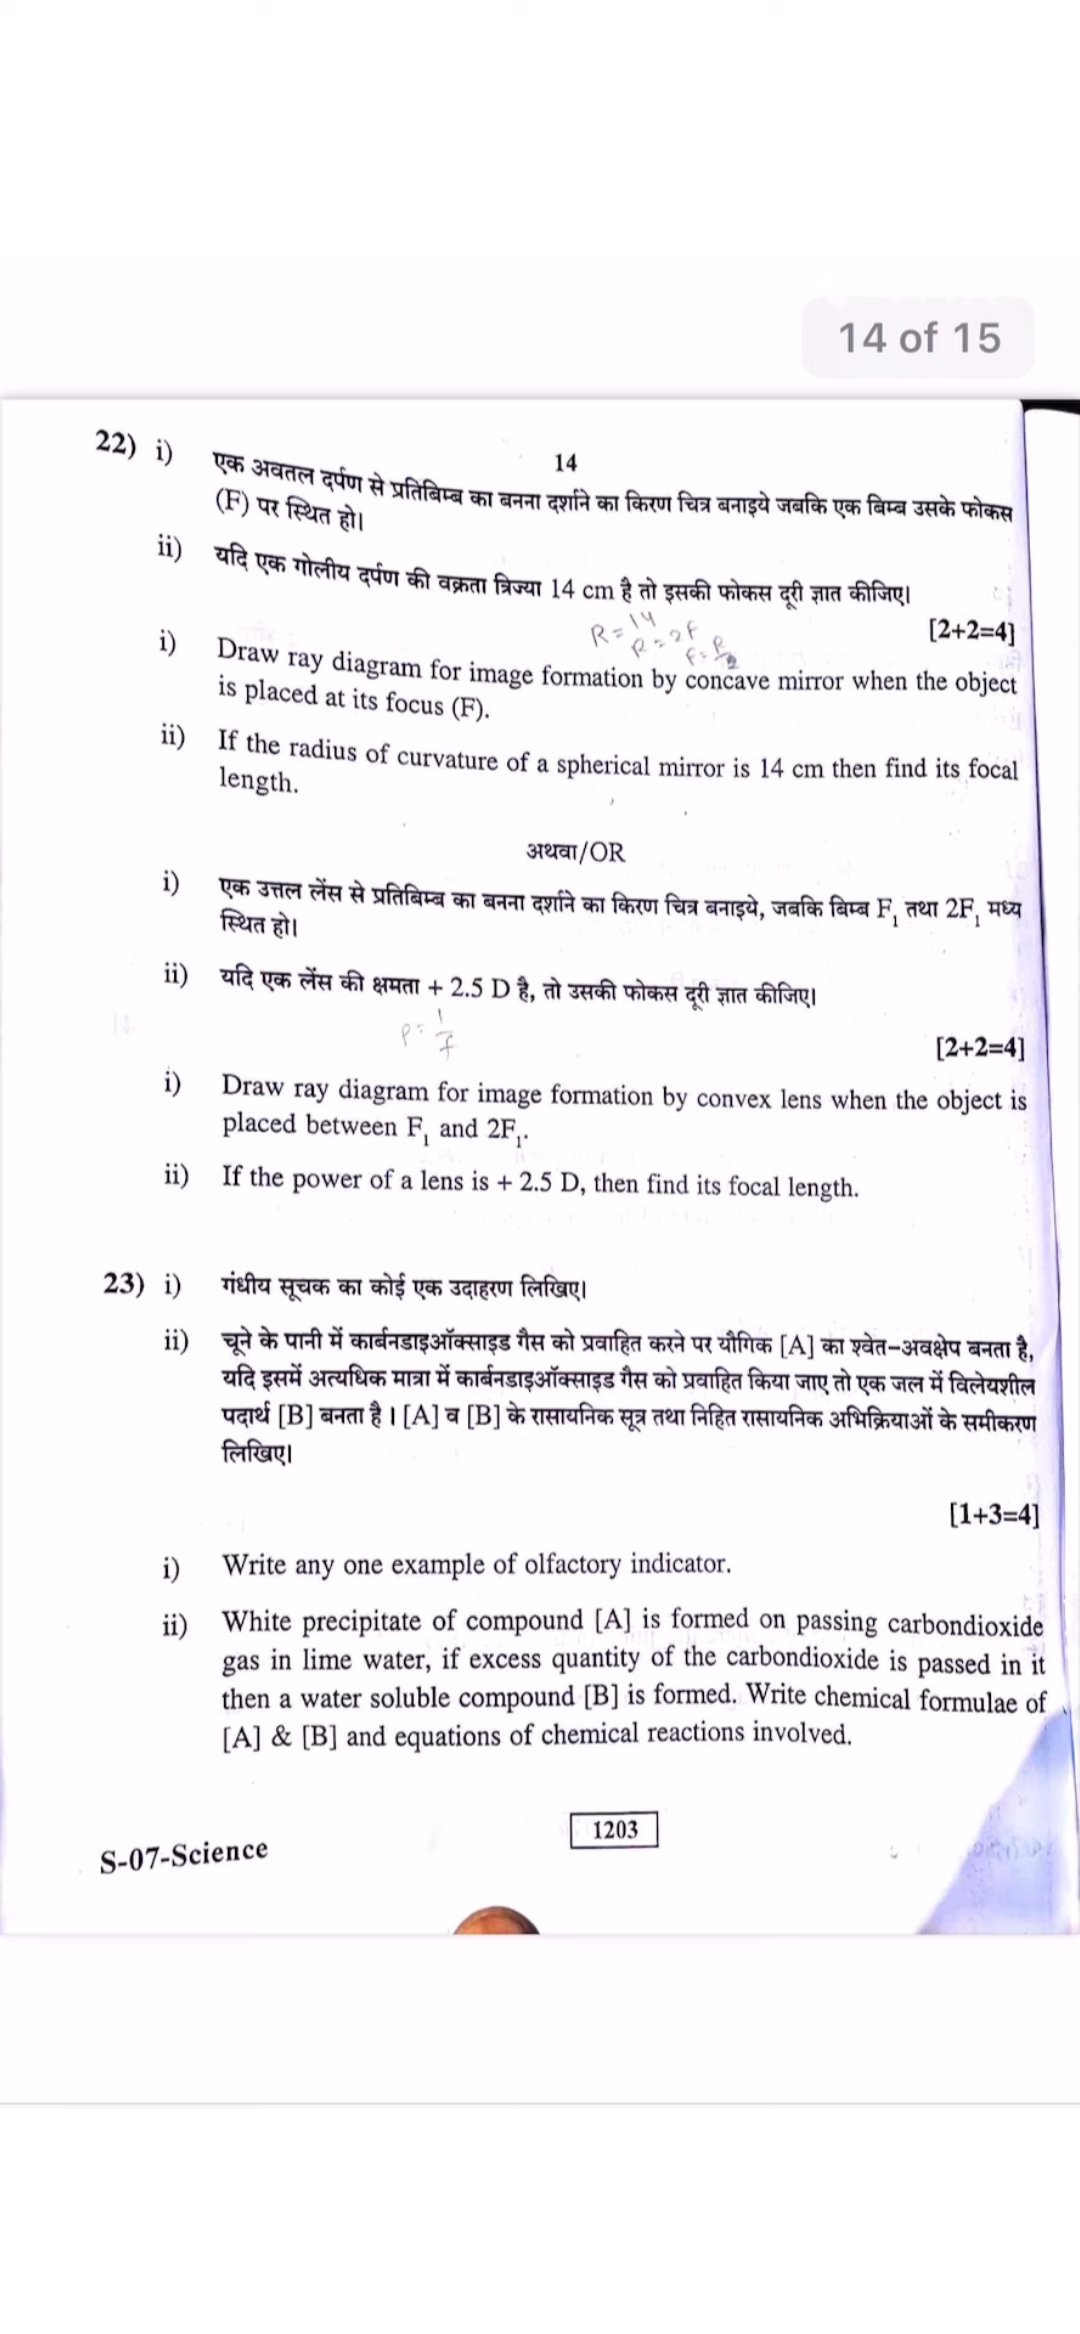 14 of 15
14
22) i) एक अवतल दर्पण से प्रतिबिम्ब का बनना दर्शाने का किरण चित्र बनाइये जबकि एक बिम्ब उसके फोकस
(F) पर स्थित हो।
ii) यदि एक गोलीय दर्पण की वक्रता त्रिज्या 14 cm है तो इसकी फोकस दूरी ज्ञात कीजिए।
[2+2=4]
R=14
R=2F
i) Draw ray diagram for image formation by concave mirror when the object
is placed at its focus (F).
ii) If the radius of curvature of a spherical mirror is 14 cm then find its focal
length.
अथवा/OR
i) एक उत्तल लेंस से प्रतिबिम्ब का बनना दर्शाने का किरण चित्र बनाइये, जबकि बिम्ब F₁ तथा 2F₁ मध्य
स्थित हो।
ii) यदि एक लेंस की क्षमता + 2.5 D है, तो उसकी फोकस दूरी ज्ञात कीजिए।
P=1/f
[2+2=4]
i) Draw ray diagram for image formation by convex lens when the object is
placed between F₁ and 2F₁.
ii) If the power of a lens is + 2.5 D, then find its focal length.
23) i) गंधीय सूचक का कोई एक उदाहरण लिखिए।
ii) चूने के पानी में कार्बनडाइऑक्साइड गैस को प्रवाहित करने पर यौगिक [A] का श्वेत-अवक्षेप बनता है,
यदि इसमें अत्यधिक मात्रा में कार्बनडाइऑक्साइड गैस को प्रवाहित किया जाए तो एक जल में विलेयशील
पदार्थ [B] बनता है । [A] व [B] के रासायनिक सूत्र तथा निहित रासायनिक अभिक्रियाओं के समीकरण
लिखिए।
[1+3=4]
i) Write any one example of olfactory indicator.
ii) White precipitate of compound [A] is formed on passing carbondioxide
gas in lime water, if excess quantity of the carbondioxide is passed in it
then a water soluble compound [B] is formed. Write chemical formulae of
[A] & [B] and equations of chemical reactions involved.
S-07-Science
1203